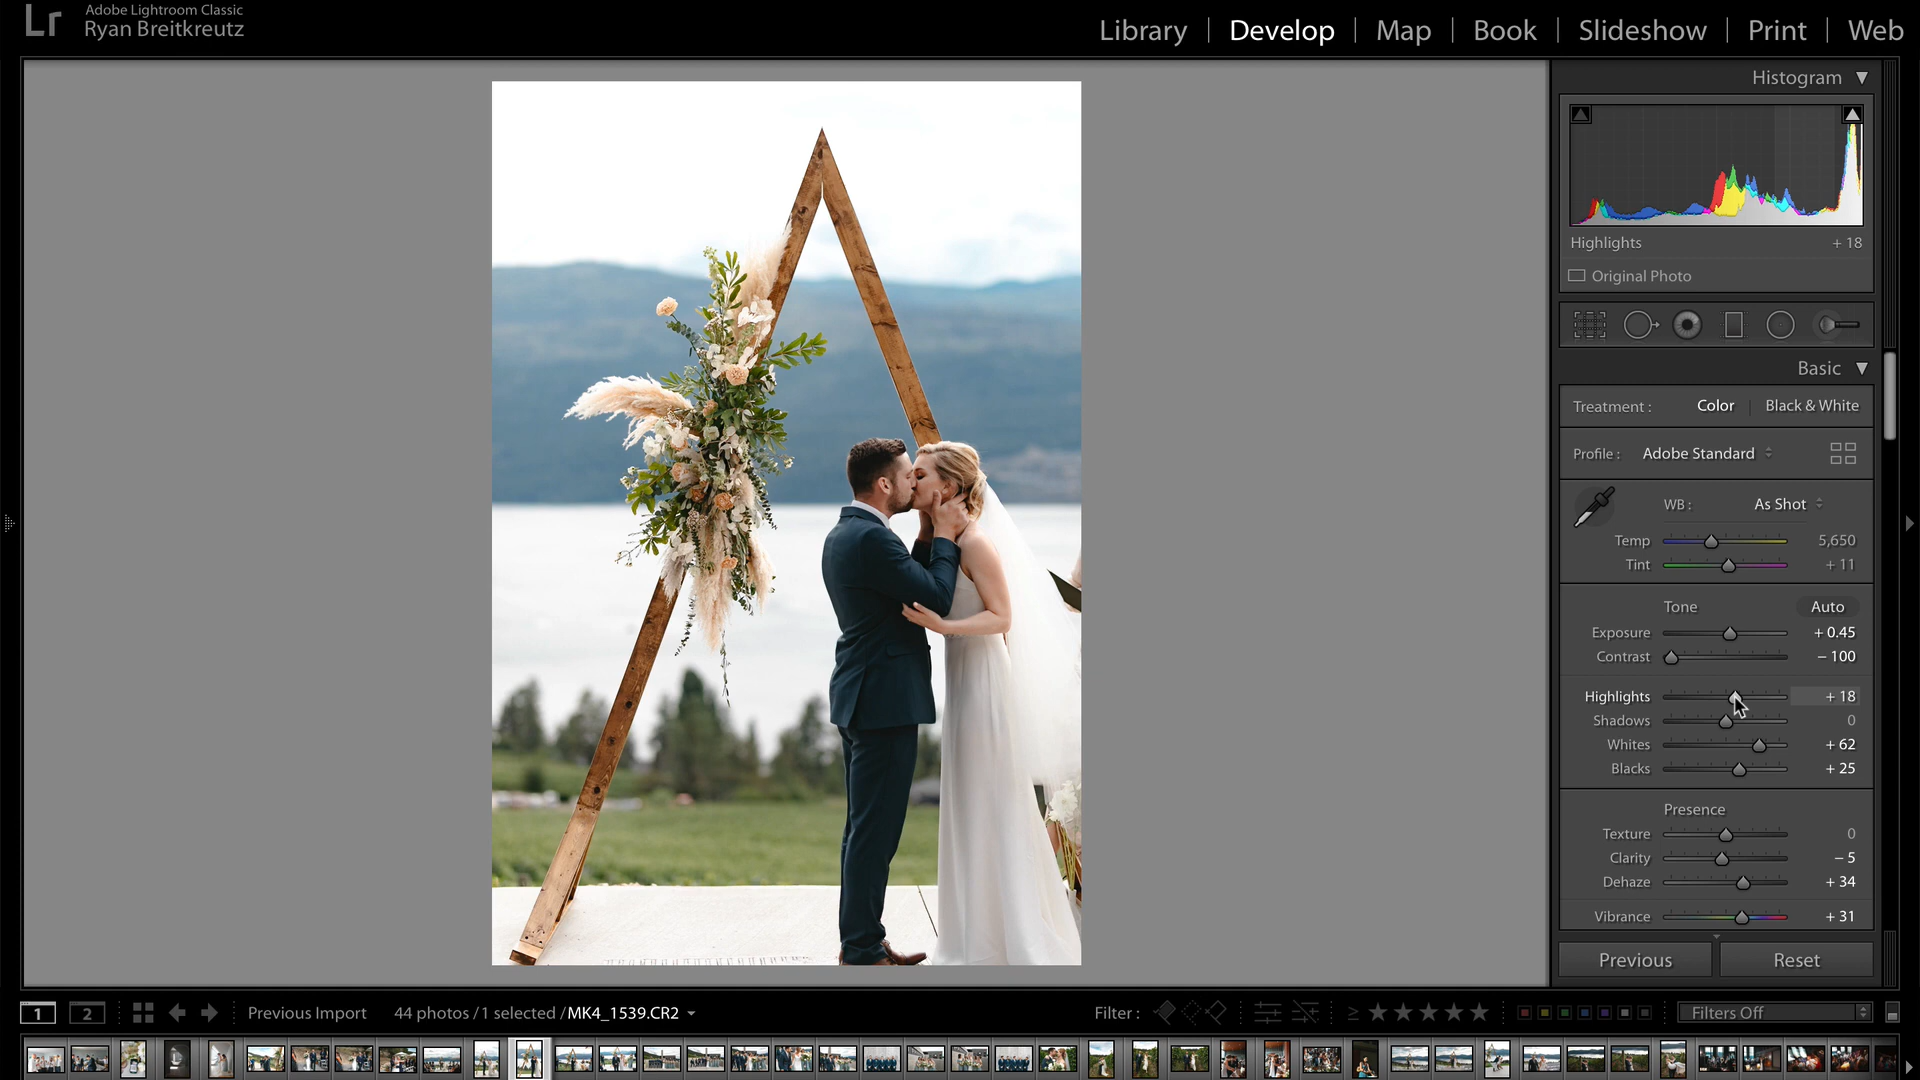 Lr
Adobe Lightroom Classic
Ryan Breitkreutz
Library | Develop | Map | Book | Slideshow | Print | Web
Histogram
Highlights + 18
Original Photo
Basic
Treatment : Color Black & White
Profile : Adobe Standard
WB : As Shot
Temp 5,650
Tint + 11
Tone Auto
Exposure + 0.45
Contrast – 100
Highlights + 18
Shadows 0
Whites + 62
Blacks + 25
Presence
Texture 0
Clarity – 5
Dehaze + 34
Vibrance + 31
Previous Reset
1 2 Previous Import 44 photos / 1 selected / MK4_1539.CR2 Filter : ≥ ★★★★★ Filters Off